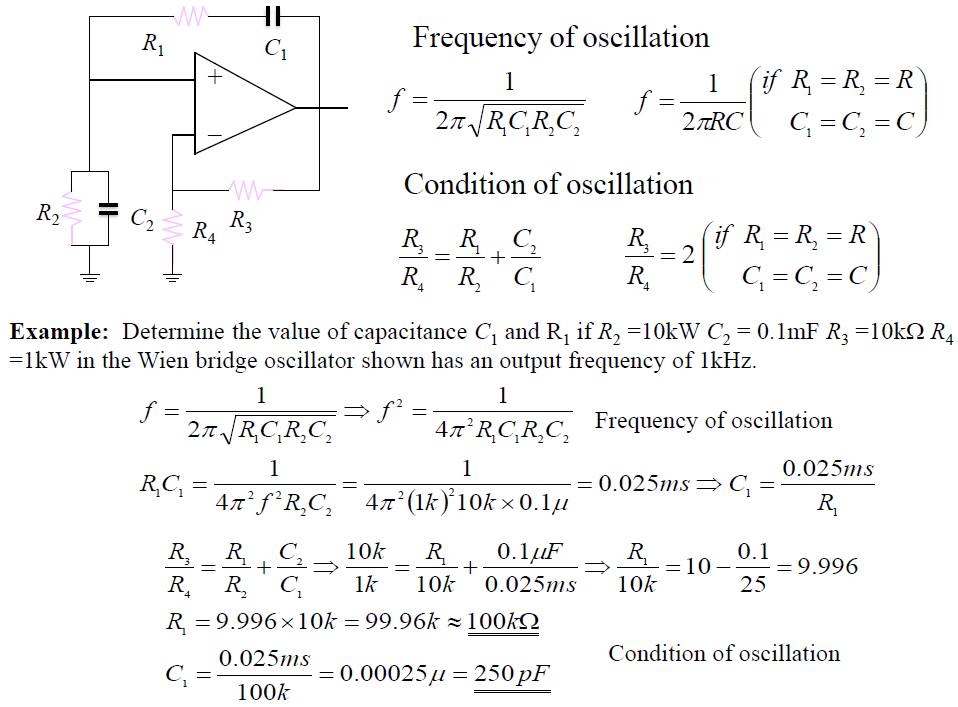 R₁
C₁
+
−
R₂
C₂
R₄
R₃
Frequency of oscillation
f = 1 / (2π√(R₁C₁R₂C₂))    f = 1 / (2πRC) (if R₁ = R₂ = R
C₁ = C₂ = C)
Condition of oscillation
R₃/R₄ = R₁/R₂ + C₂/C₁    R₃/R₄ = 2 (if R₁ = R₂ = R
C₁ = C₂ = C)
Example: Determine the value of capacitance C₁ and R₁ if R₂ =10kW C₂ = 0.1mF R₃ =10kΩ R₄
=1kW in the Wien bridge oscillator shown has an output frequency of 1kHz.
f = 1 / (2π√(R₁C₁R₂C₂)) ⇒ f² = 1 / (4π²R₁C₁R₂C₂)    Frequency of oscillation
R₁C₁ = 1 / (4π²f²R₂C₂) = 1 / (4π²(1k)²10k × 0.1μ) = 0.025ms ⇒ C₁ = 0.025ms / R₁
R₃/R₄ = R₁/R₂ + C₂/C₁ ⇒ 10k/1k = R₁/10k + 0.1μF/0.025ms ⇒ R₁/10k = 10 − 0.1/25 = 9.996
R₁ = 9.996×10k = 99.96k ≈ 100kΩ
C₁ = 0.025ms / 100k = 0.00025μ = 250pF    Condition of oscillation